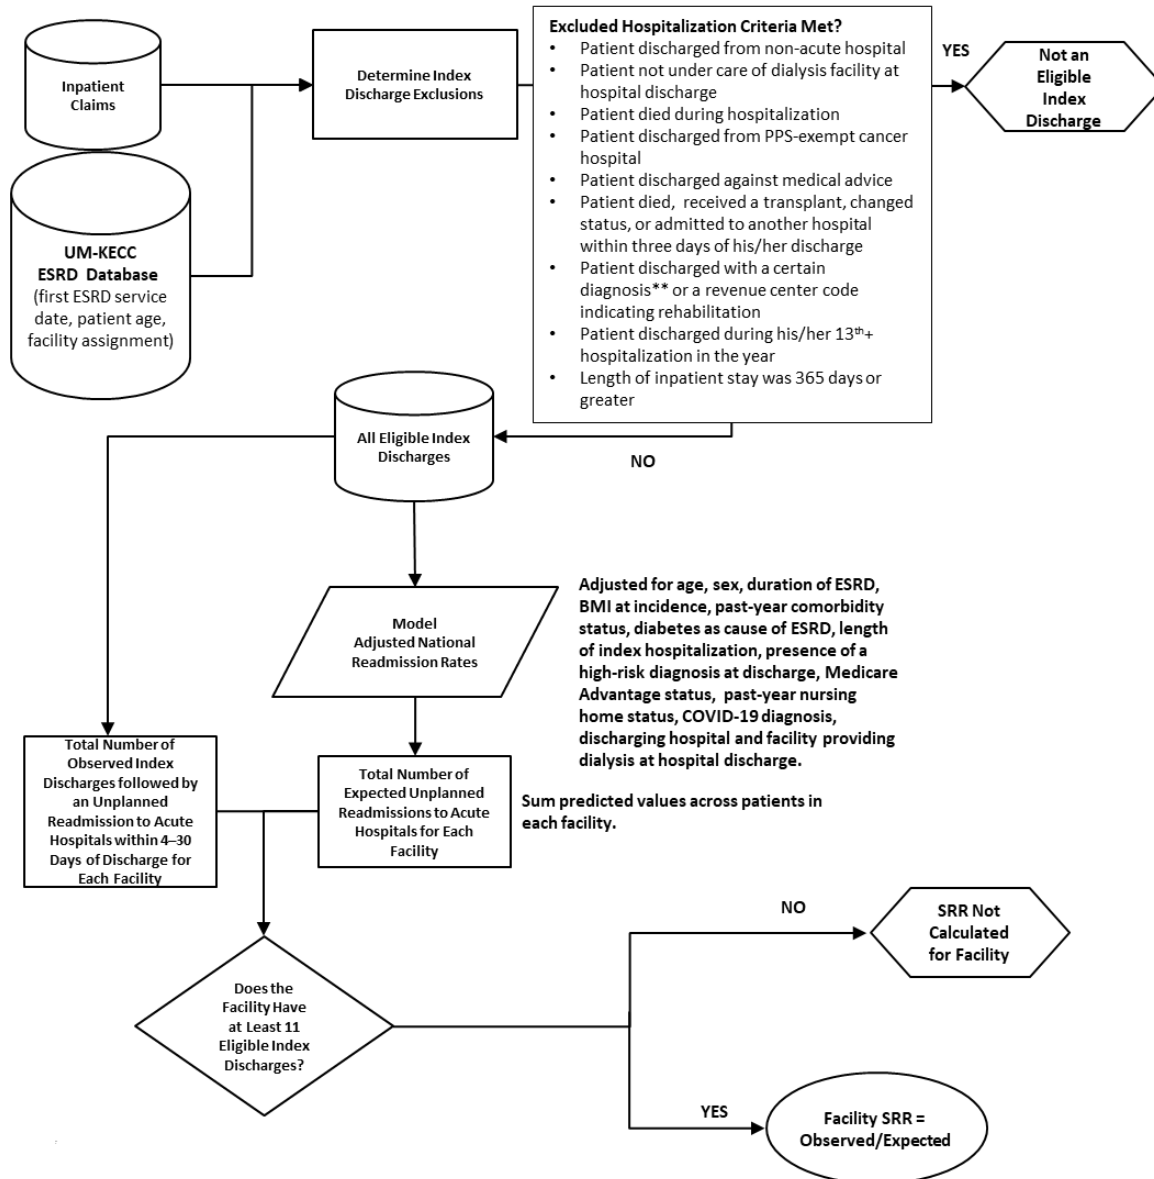 Inpatient
Claims
UM-KECC
ESRD Database
(first ESRD service
date, patient age,
facility assignment)
Determine Index
Discharge Exclusions
Excluded Hospitalization Criteria Met?
• Patient discharged from non-acute hospital
• Patient not under care of dialysis facility at
hospital discharge
• Patient died during hospitalization
• Patient discharged from PPS-exempt cancer
hospital
• Patient discharged against medical advice
• Patient died, received a transplant, changed
status, or admitted to another hospital
within three days of his/her discharge
• Patient discharged with a certain
diagnosis** or a revenue center code
indicating rehabilitation
• Patient discharged during his/her 13th+
hospitalization in the year
• Length of inpatient stay was 365 days or
greater
YES
Not an
Eligible
Index
Discharge
NO
All Eligible Index
Discharges
Model
Adjusted National
Readmission Rates
Adjusted for age, sex, duration of ESRD,
BMI at incidence, past-year comorbidity
status, diabetes as cause of ESRD, length
of index hospitalization, presence of a
high-risk diagnosis at discharge, Medicare
Advantage status, past-year nursing
home status, COVID-19 diagnosis,
discharging hospital and facility providing
dialysis at hospital discharge.
Total Number of
Observed Index
Discharges followed by
an Unplanned
Readmission to Acute
Hospitals within 4–30
Days of Discharge for
Each Facility
Total Number of
Expected Unplanned
Readmissions to Acute
Hospitals for Each
Facility
Sum predicted values across patients in
each facility.
Does the
Facility Have
at Least 11
Eligible Index
Discharges?
NO
SRR Not
Calculated
for Facility
YES
Facility SRR =
Observed/Expected